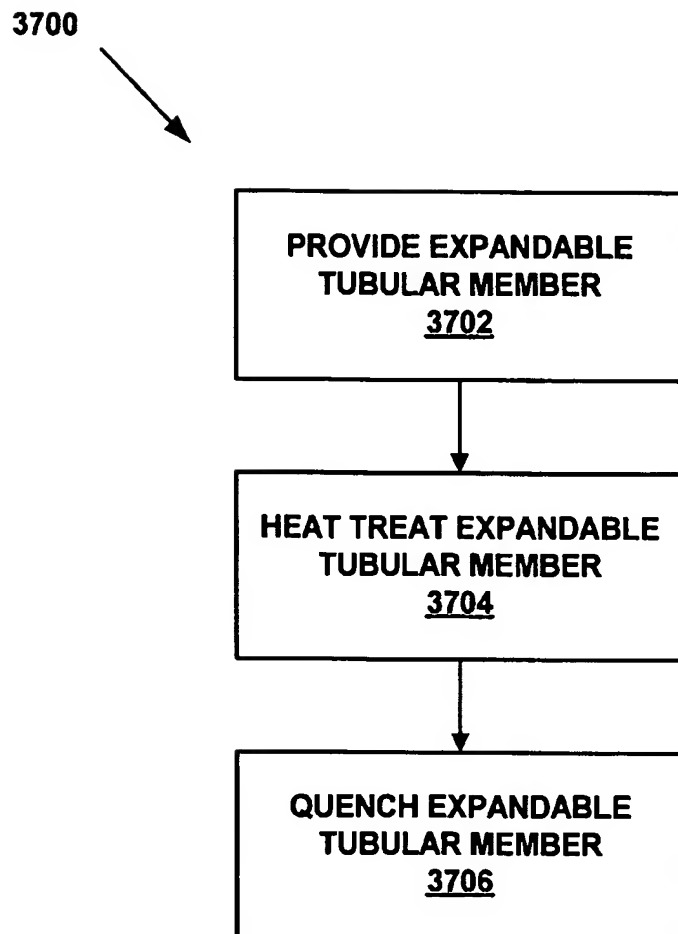 3700
PROVIDE EXPANDABLE
TUBULAR MEMBER
3702
HEAT TREAT EXPANDABLE
TUBULAR MEMBER
3704
QUENCH EXPANDABLE
TUBULAR MEMBER
3706